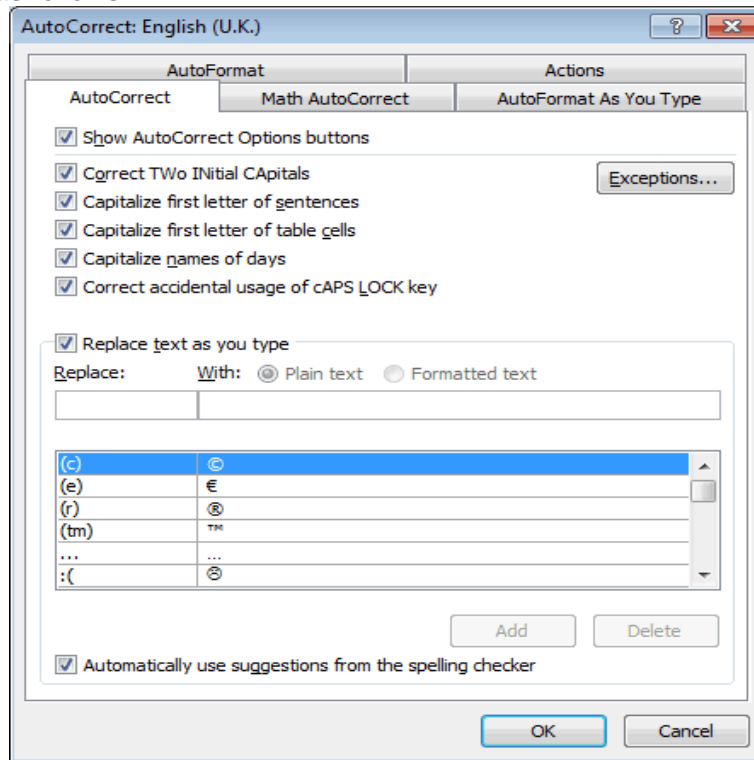 AutoCorrect: English (U.K.)
AutoFormat Actions
AutoCorrect Math AutoCorrect AutoFormat As You Type
Show AutoCorrect Options buttons
Correct TWo INitial CApitals Exceptions...
Capitalize first letter of sentences
Capitalize first letter of table cells
Capitalize names of days
Correct accidental usage of cAPS LOCK key
Replace text as you type
Replace: With: Plain text Formatted text
(c) ©
(e) €
(r) ®
(tm) ™
... …
:( ☹
Add Delete
Automatically use suggestions from the spelling checker
OK Cancel